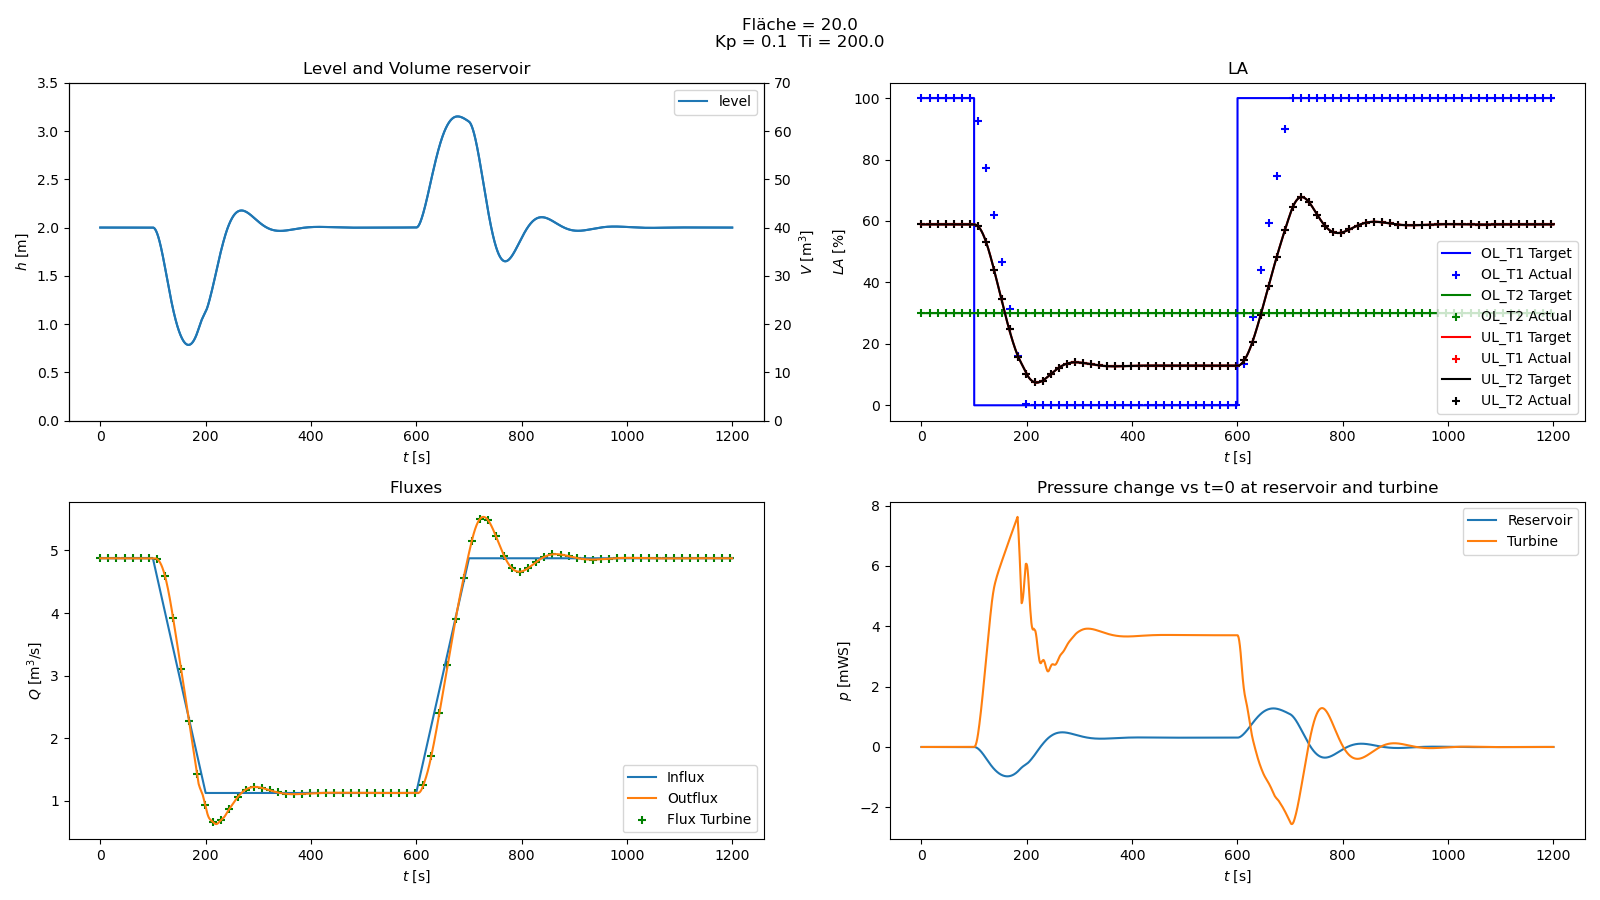 Fläche = 20.0
Kp = 0.1  Ti = 200.0
Level and Volume reservoir
3.5
3.0
2.5
2.0
1.5
1.0
0.5
0.0
h [m]
70
60
50
40
30
20
10
0
V [m³]
level
0 200 400 600 800 1000 1200
t [s]
LA
100
80
60
40
20
0
LA [%]
OL_T1 Target
OL_T1 Actual
OL_T2 Target
OL_T2 Actual
UL_T1 Target
UL_T1 Actual
UL_T2 Target
UL_T2 Actual
0 200 400 600 800 1000 1200
t [s]
Fluxes
5
4
3
2
1
Q [m³/s]
Influx
Outflux
Flux Turbine
0 200 400 600 800 1000 1200
t [s]
Pressure change vs t=0 at reservoir and turbine
8
6
4
2
0
−2
p [mWS]
Reservoir
Turbine
0 200 400 600 800 1000 1200
t [s]